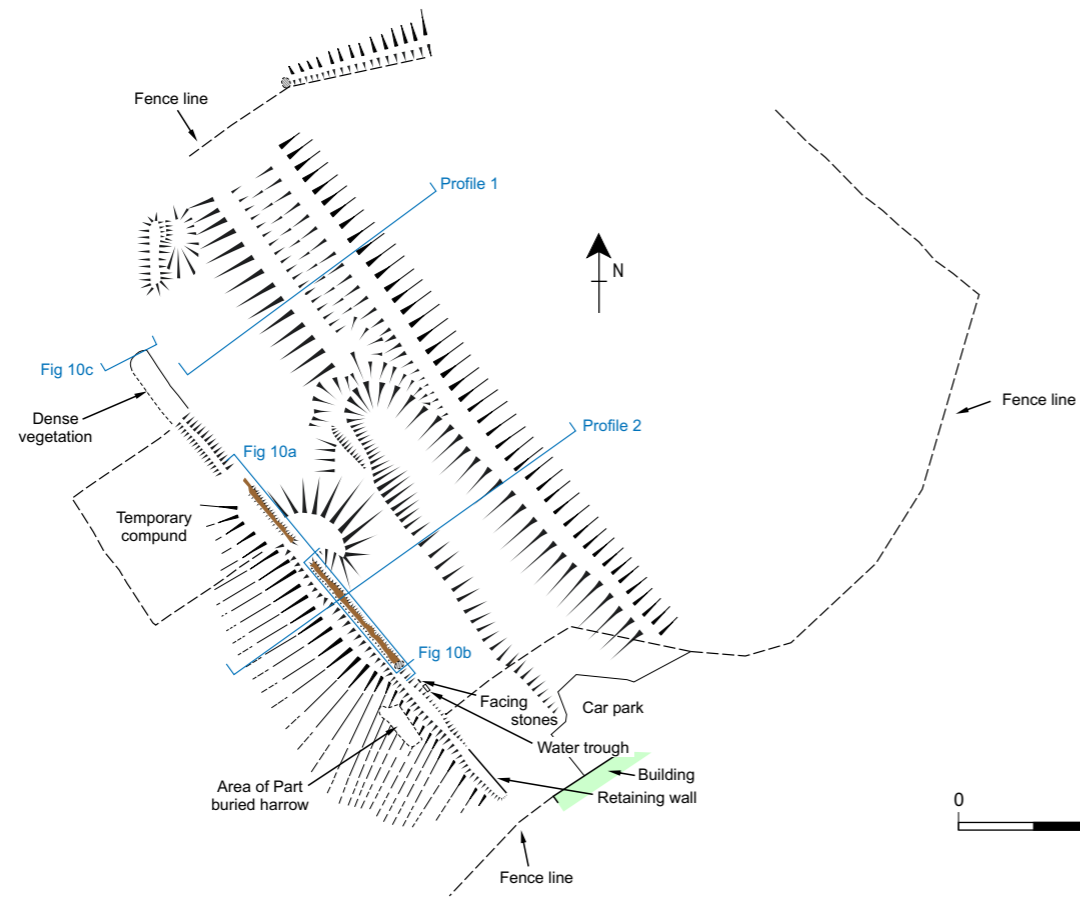 Fence line
Profile 1
N
Fig 10c
Dense
vegetation
Fence line
Profile 2
Fig 10a
Temporary
compund
Fig 10b
Facing
stones
Car park
Water trough
Building
Area of Part
buried harrow
Retaining wall
0
Fence line